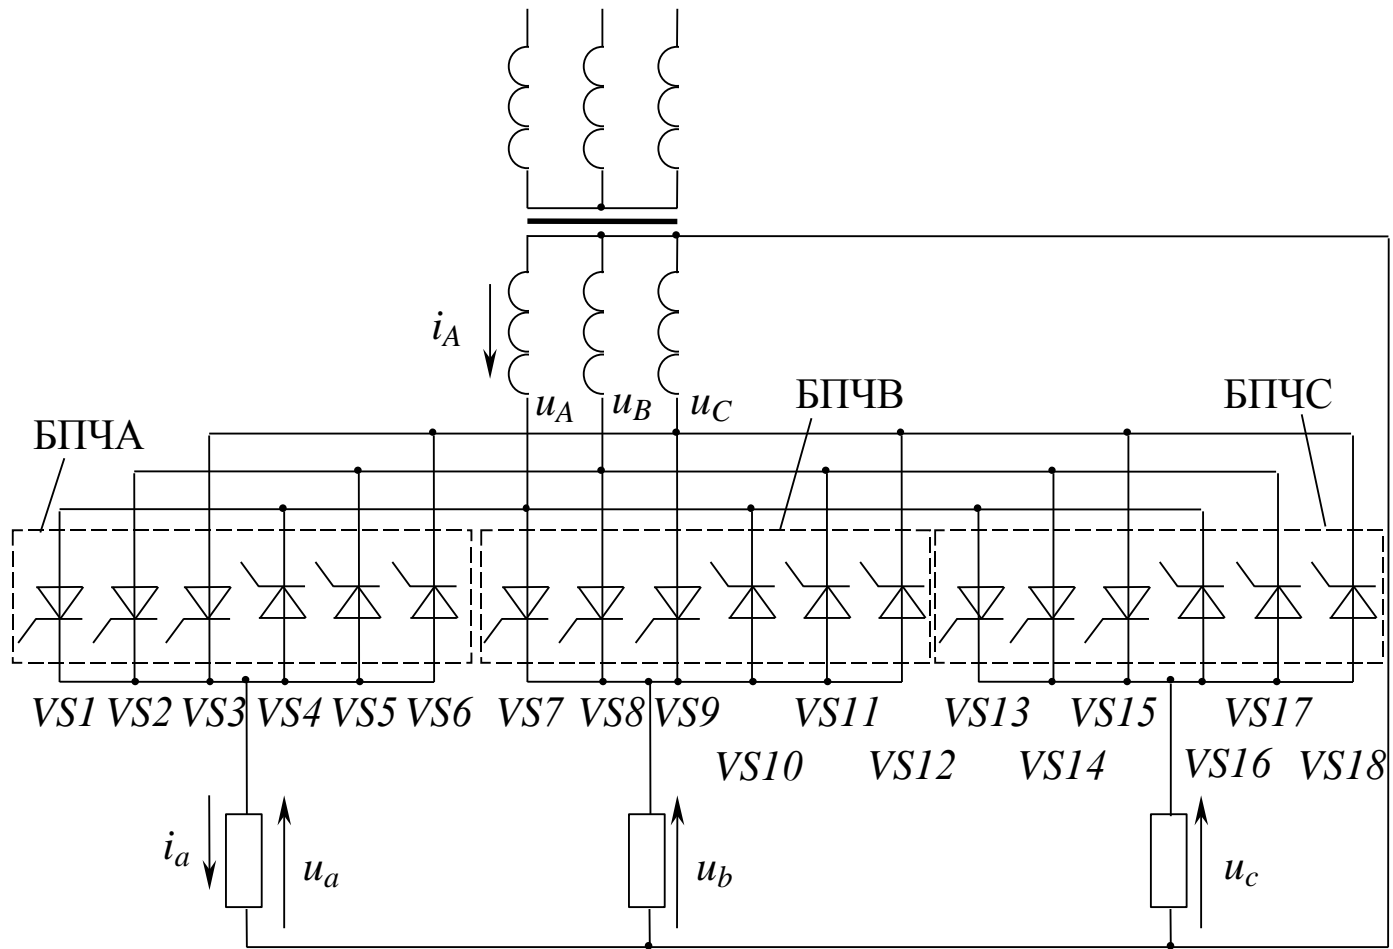 i_A
u_A u_B u_C
БПЧА БПЧВ БПЧС
VS1 VS2 VS3 VS4 VS5 VS6 VS7 VS8 VS9 VS11 VS13 VS15 VS17
VS10 VS12 VS14 VS16 VS18
i_a u_a u_b u_c